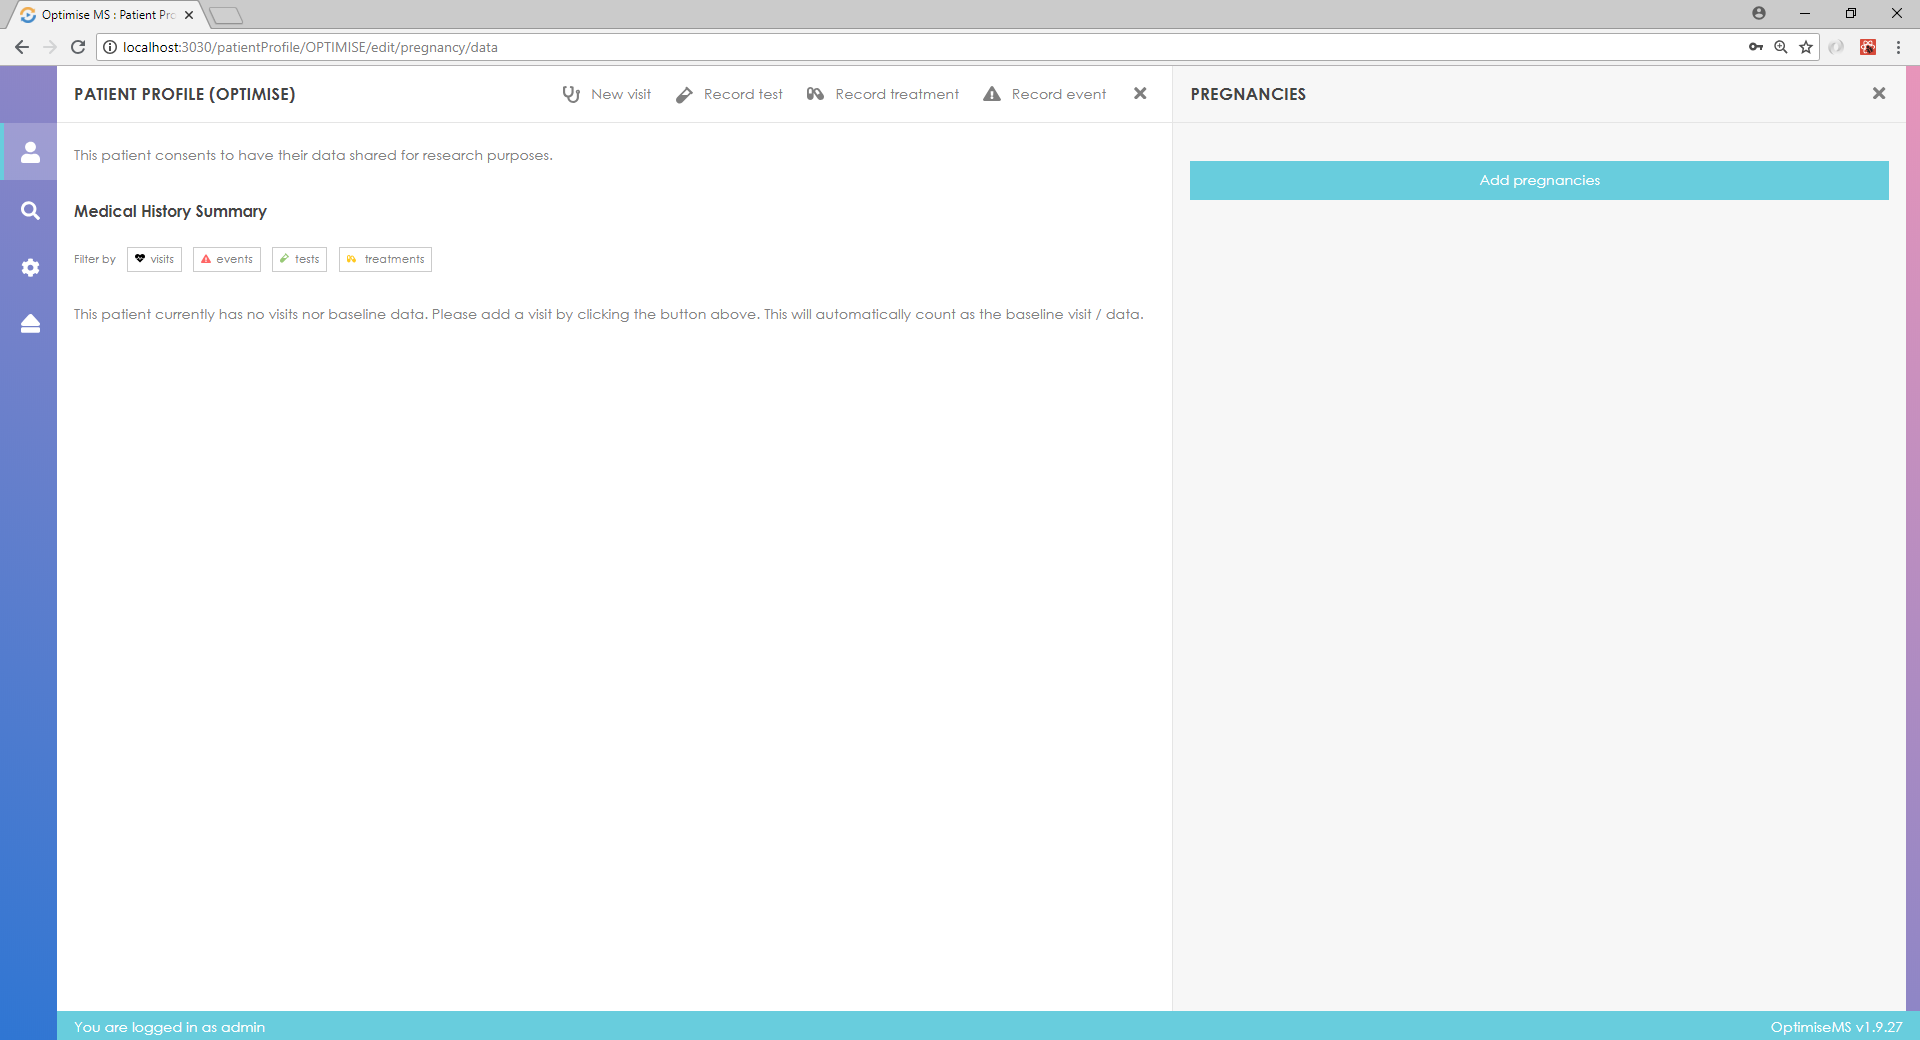 Optimise MS : Patient Pro
localhost:3030/patientProfile/OPTIMISE/edit/pregnancy/data
PATIENT PROFILE (OPTIMISE)
New visit
Record test
Record treatment
Record event
PREGNANCIES
This patient consents to have their data shared for research purposes.
Add pregnancies
Medical History Summary
Filter by
visits
events
tests
treatments
This patient currently has no visits nor baseline data. Please add a visit by clicking the button above. This will automatically count as the baseline visit / data.
You are logged in as admin
OptimiseMS v1.9.27